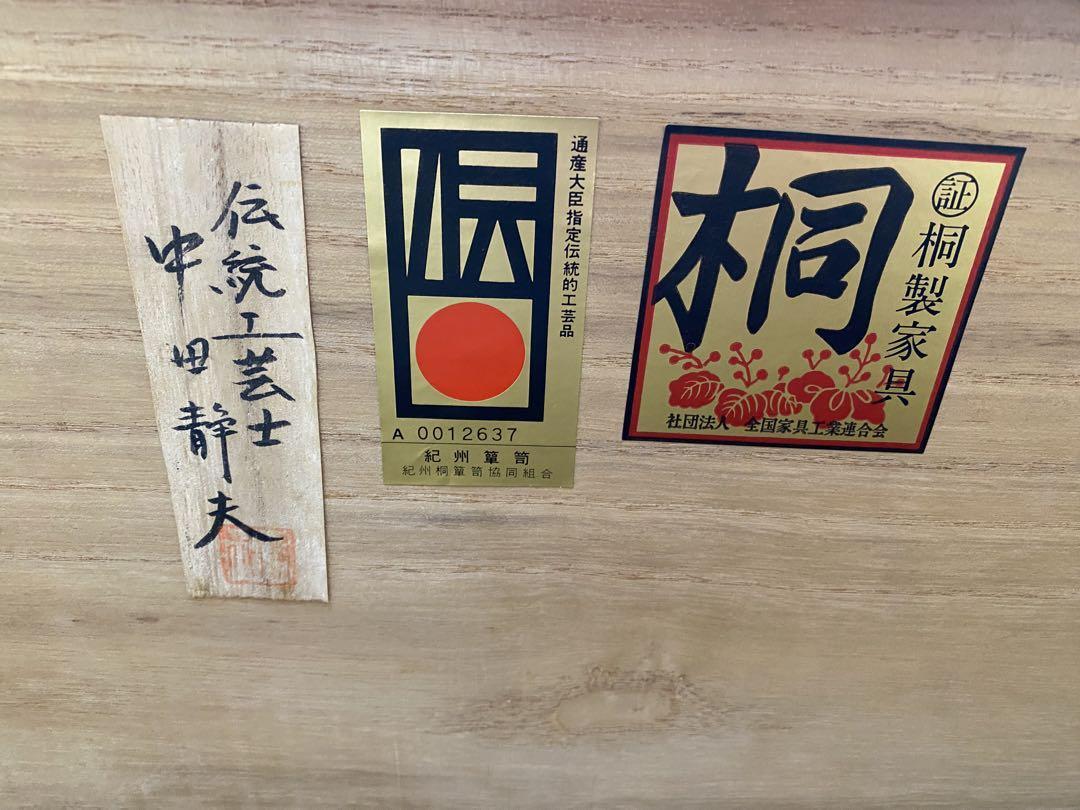 伝統工芸士
中田静夫
伝
通産大臣指定伝統的工芸品
A 0012637
紀州簞笥
紀州桐簞笥協同組合
桐
証桐製家具
社団法人 全国家具工業連合会